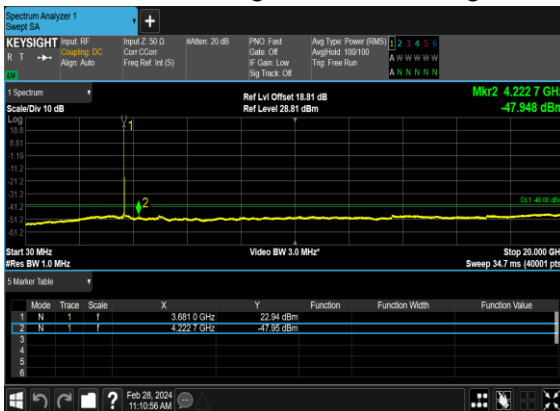 Spectrum Analyzer 1
Swept SA
KEYSIGHT Input: RF Input Z: 50 Ω #Atten: 20 dB PNO: Fast Avg Type: Power (RMS) 1 2 3 4 5 6
R T Coupling: DC Corr CCorr Gate: Off Avg|Hold: 100/100 A W W W W W
Align: Auto Freq Ref: Int (S) IF Gain: Low Trig: Free Run
Sig Track: Off A N N N N N
LV
1 Spectrum Ref Lvl Offset 18.81 dB Mkr2 4.222 7 GHz
Scale/Div 10 dB Ref Level 28.81 dBm -47.948 dBm
Log
18.8
8.81
-1.19
-11.2
-21.2
-31.2
-41.2
-51.2
-61.2
1
2
DL1 -40.00 dBm
Start 30 MHz Video BW 3.0 MHz* Stop 20.000 GHz
#Res BW 1.0 MHz Sweep 34.7 ms (40001 pts)
5 Marker Table
Mode Trace Scale X Y Function Function Width Function Value
1 N 1 f 3.681 0 GHz 22.94 dBm
2 N 1 f 4.222 7 GHz -47.95 dBm
3
4
5
6
? Feb 28, 2024
11:10:56 AM